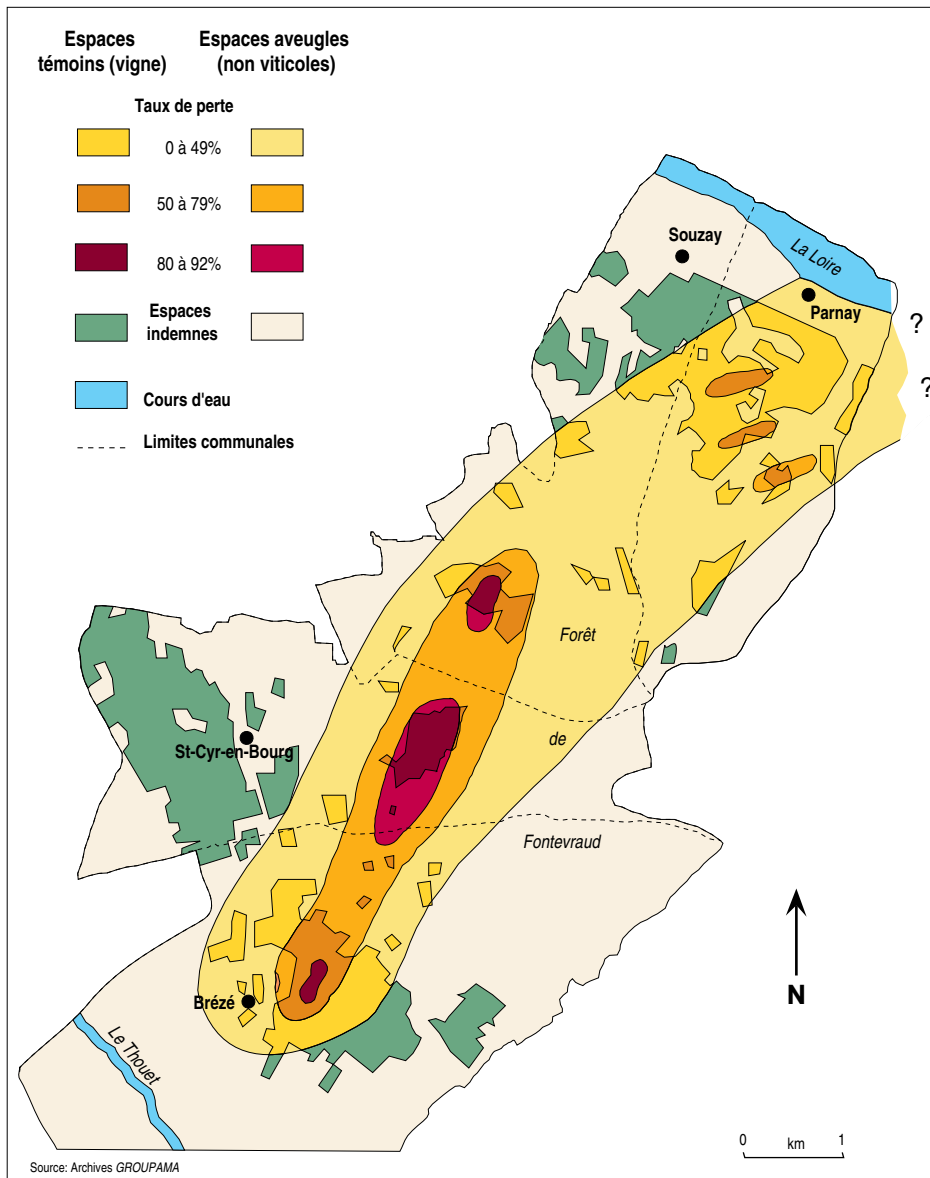 Espaces
témoins (vigne)
Espaces aveugles
(non viticoles)
Taux de perte
0 à 49%
50 à 79%
80 à 92%
Espaces
indemnes
Cours d'eau
Limites communales
Souzay
La Loire
Parnay
?
?
Forêt
de
Fontevraud
St-Cyr-en-Bourg
Brézé
Le Thouet
N
0 km 1
Source: Archives GROUPAMA